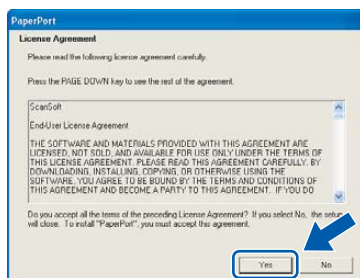 PaperPort
License Agreement
Please read the following license agreement carefully.
Press the PAGE DOWN key to see the rest of the agreement.
ScanSoft
End-User License Agreement
THE SOFTWARE AND MATERIALS PROVIDED WITH THIS AGREEMENT ARE
LICENSED, NOT SOLD, AND AVAILABLE FOR USE ONLY UNDER THE TERMS OF
THIS LICENSE AGREEMENT. PLEASE READ THIS AGREEMENT CAREFULLY. BY
DOWNLOADING, INSTALLING, COPYING, OR OTHERWISE USING THE
SOFTWARE, YOU AGREE TO BE BOUND BY THE TERMS AND CONDITIONS OF
THIS AGREEMENT AND BECOME A PARTY TO THIS AGREEMENT. IF YOU DO
Do you accept all the terms of the preceding License Agreement? If you select No, the setup
will close. To install "PaperPort", you must accept this agreement.
Yes
No